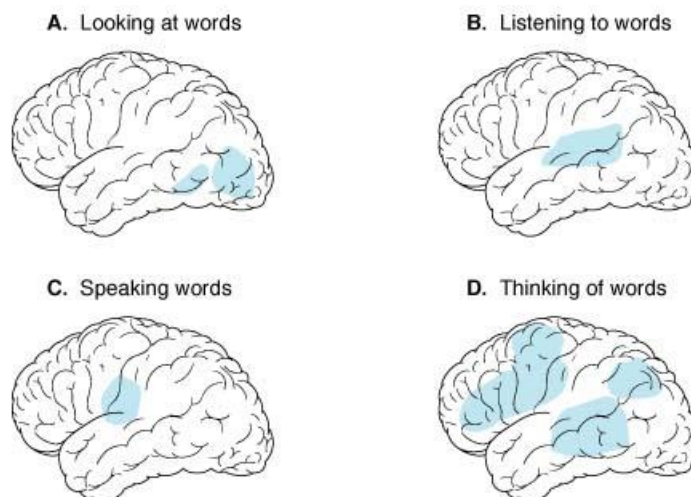 A. Looking at words
B. Listening to words
C. Speaking words
D. Thinking of words